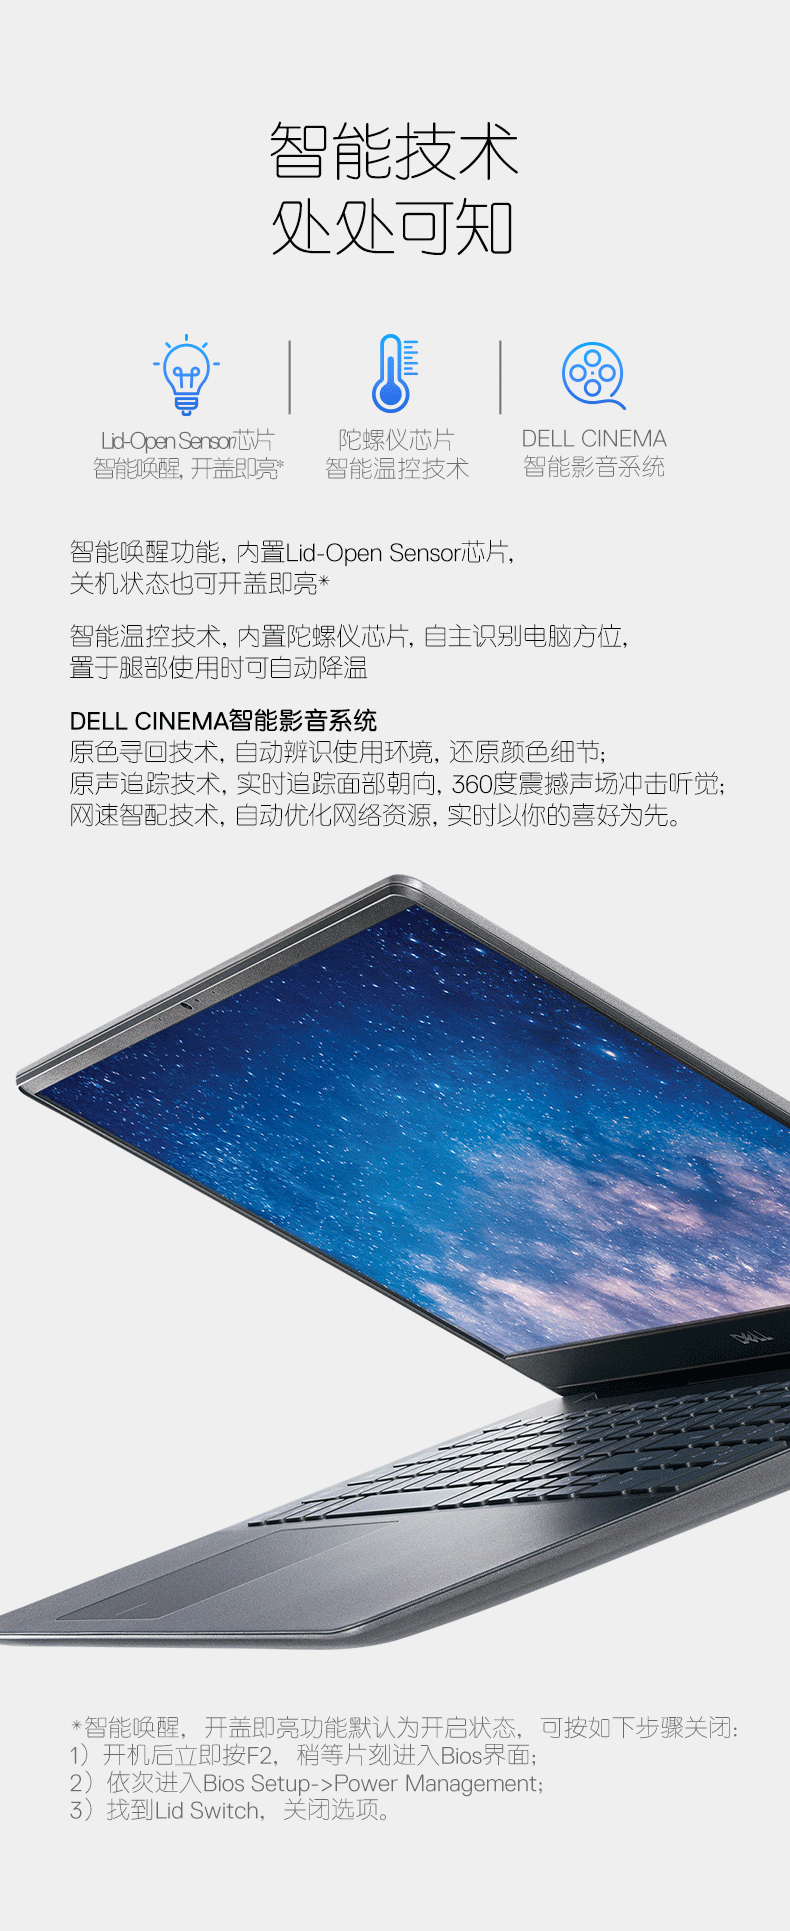 智能技术
处处可知
Lid-Open Sensor芯片
智能唤醒, 开盖即亮*
陀螺仪芯片
智能温控技术
DELL CINEMA
智能影音系统
智能唤醒功能, 内置Lid-Open Sensor芯片,
关机状态也可开盖即亮*
智能温控技术, 内置陀螺仪芯片, 自主识别电脑方位,
置于腿部使用时可自动降温
DELL CINEMA智能影音系统
原色寻回技术, 自动辨识使用环境, 还原颜色细节;
原声追踪技术, 实时追踪面部朝向, 360度震撼声场冲击听觉;
网速智配技术, 自动优化网络资源, 实时以你的喜好为先。
DELL
*智能唤醒, 开盖即亮功能默认为开启状态, 可按如下步骤关闭:
1) 开机后立即按F2, 稍等片刻进入Bios界面;
2) 依次进入Bios Setup->Power Management;
3) 找到Lid Switch, 关闭选项。